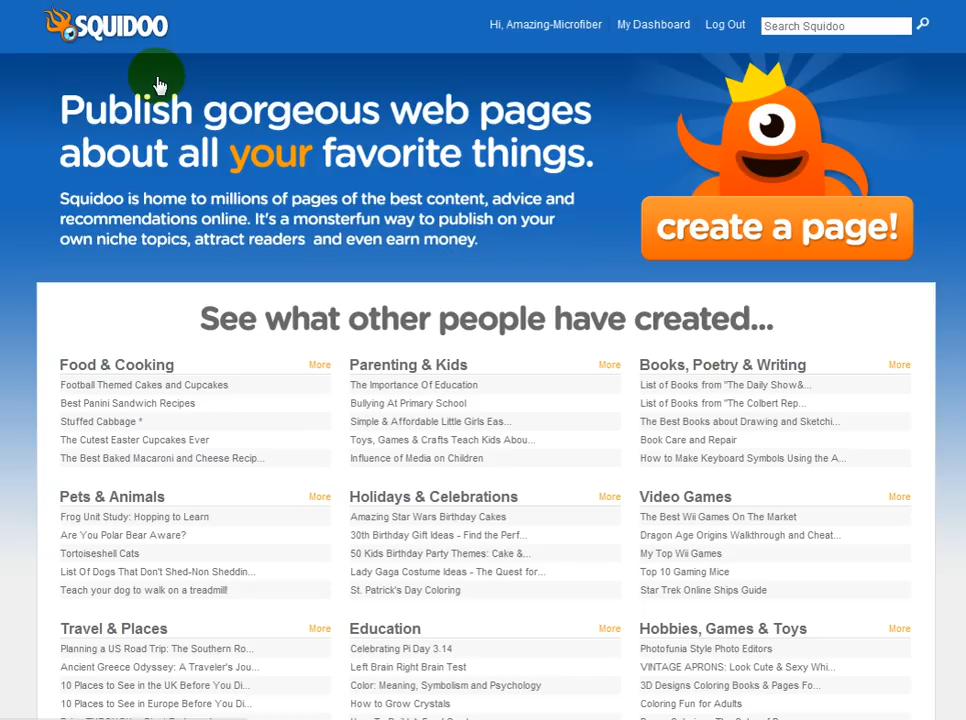 SQUIDOO
Hi, Amazing-Microfiber My Dashboard Log Out Search Squidoo
Publish gorgeous web pages
about all your favorite things.
Squidoo is home to millions of pages of the best content, advice and
recommendations online. It's a monsterfun way to publish on your
own niche topics, attract readers and even earn money.
create a page!
See what other people have created...
Food & Cooking More
Football Themed Cakes and Cupcakes
Best Panini Sandwich Recipes
Stuffed Cabbage *
The Cutest Easter Cupcakes Ever
The Best Baked Macaroni and Cheese Recip...
Parenting & Kids More
The Importance Of Education
Bullying At Primary School
Simple & Affordable Little Girls Eas...
Toys, Games & Crafts Teach Kids Abou...
Influence of Media on Children
Books, Poetry & Writing More
List of Books from "The Daily Show&...
List of Books from "The Colbert Rep...
The Best Books about Drawing and Sketchi...
Book Care and Repair
How to Make Keyboard Symbols Using the A...
Pets & Animals More
Frog Unit Study: Hopping to Learn
Are You Polar Bear Aware?
Tortoiseshell Cats
List Of Dogs That Don't Shed-Non Sheddin...
Teach your dog to walk on a treadmill!
Holidays & Celebrations More
Amazing Star Wars Birthday Cakes
30th Birthday Gift Ideas - Find the Perf...
50 Kids Birthday Party Themes: Cake &...
Lady Gaga Costume Ideas - The Quest for...
St. Patrick's Day Coloring
Video Games More
The Best Wii Games On The Market
Dragon Age Origins Walkthrough and Cheat...
My Top Wii Games
Top 10 Gaming Mice
Star Trek Online Ships Guide
Travel & Places More
Planning a US Road Trip: The Southern Ro...
Ancient Greece Odyssey: A Traveler's Jou...
10 Places to See in the UK Before You Di...
10 Places to See in Europe Before You Di...
Education More
Celebrating Pi Day 3.14
Left Brain Right Brain Test
Color: Meaning, Symbolism and Psychology
How to Grow Crystals
Hobbies, Games & Toys More
Photofunia Style Photo Editors
VINTAGE APRONS: Look Cute & Sexy Whi...
3D Designs Coloring Books & Pages Fo...
Coloring Fun for Adults